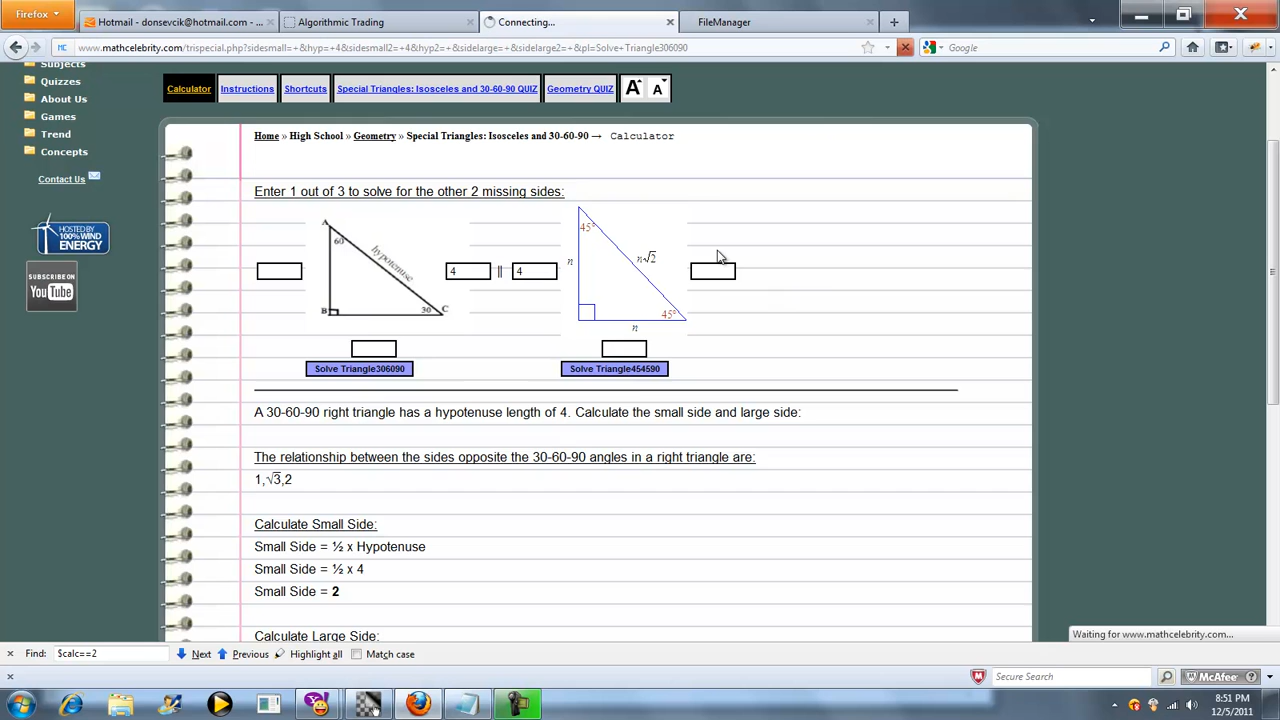 Firefox
Hotmail - donsevcik@hotmail.com - ...
Algorithmic Trading
Connecting...
FileManager
www.mathcelebrity.com/trispecial.php?sidesmall=+&hyp=+4&sidesmall2=+4&hyp2=+&sidelarge=+&sidelarge2=+&pl=Solve+Triangle306090
Google
Subjects
Quizzes
About Us
Games
Trend
Concepts
Contact Us
HOSTED BY
100% WIND
ENERGY
SUBSCRIBE ON
You Tube
Calculator
Instructions
Shortcuts
Special Triangles: Isosceles and 30-60-90 QUIZ
Geometry QUIZ
A A
Home » High School » Geometry » Special Triangles: Isosceles and 30-60-90 → Calculator
Enter 1 out of 3 to solve for the other 2 missing sides:
A
60
hypotenuse
B
30
C
4
||
4
45°
n
n√2
45°
n
Solve Triangle306090
Solve Triangle454590
A 30-60-90 right triangle has a hypotenuse length of 4. Calculate the small side and large side:
The relationship between the sides opposite the 30-60-90 angles in a right triangle are:
1,√3,2
Calculate Small Side:
Small Side = ½ x Hypotenuse
Small Side = ½ x 4
Small Side = 2
Calculate Large Side:
Waiting for www.mathcelebrity.com...
Find: $calc==2
Next
Previous
Highlight all
Match case
Secure Search
McAfee
8:51 PM
12/5/2011